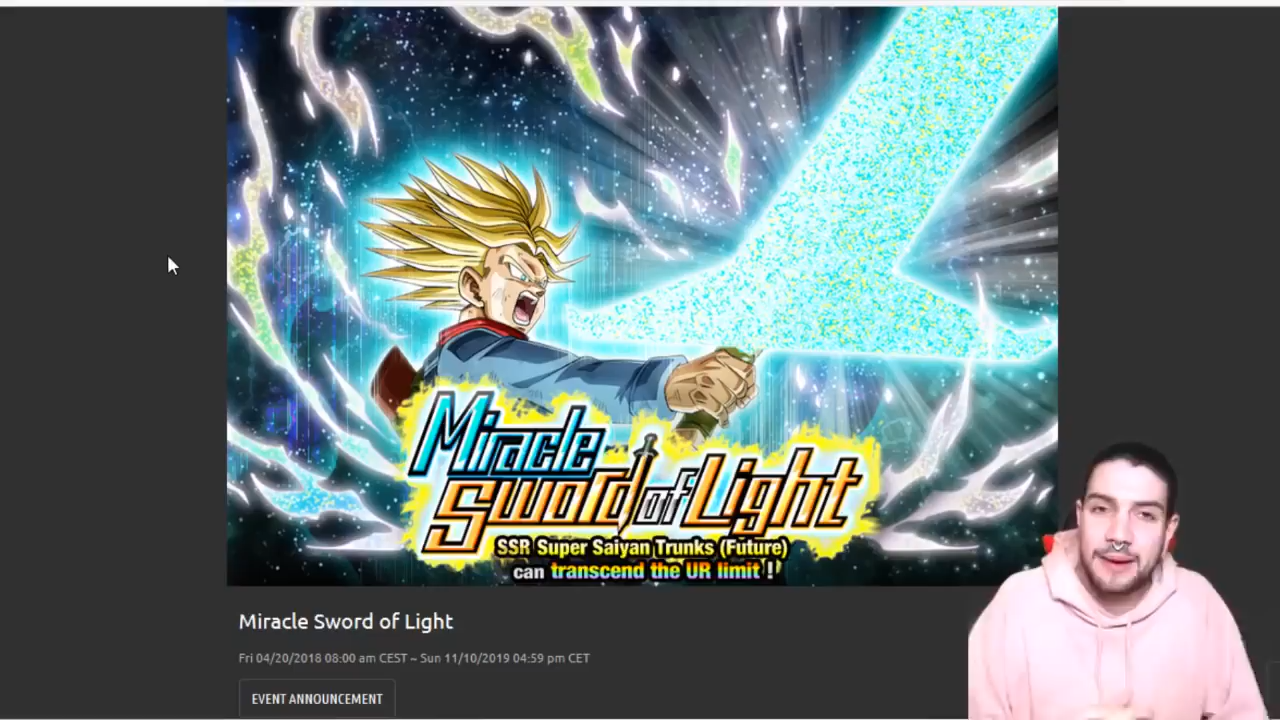 Miracle
Sword of Light
SSR Super Saiyan Trunks (Future)
can transcend the UR limit !
Miracle Sword of Light
Fri 04/20/2018 08:00 am CEST ~ Sun 11/10/2019 04:59 pm CET
EVENT ANNOUNCEMENT